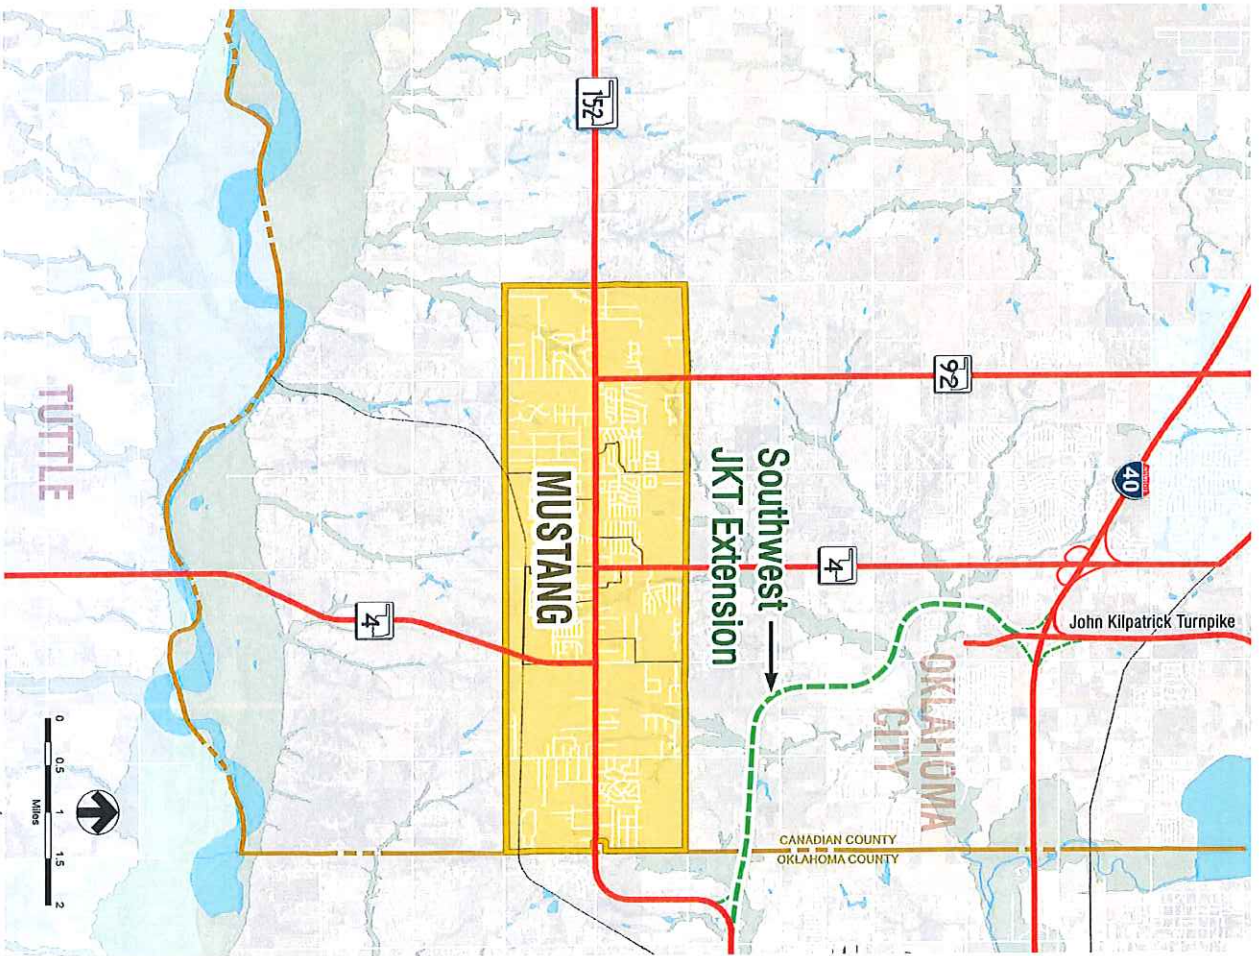 152
92
40
4
John Kilpatrick Turnpike
Southwest
JKT Extension
OKLAHOMA
CITY
MUSTANG
4
TUTTLE
CANADIAN COUNTY
OKLAHOMA COUNTY
0 0.5 1 1.5 2
Miles